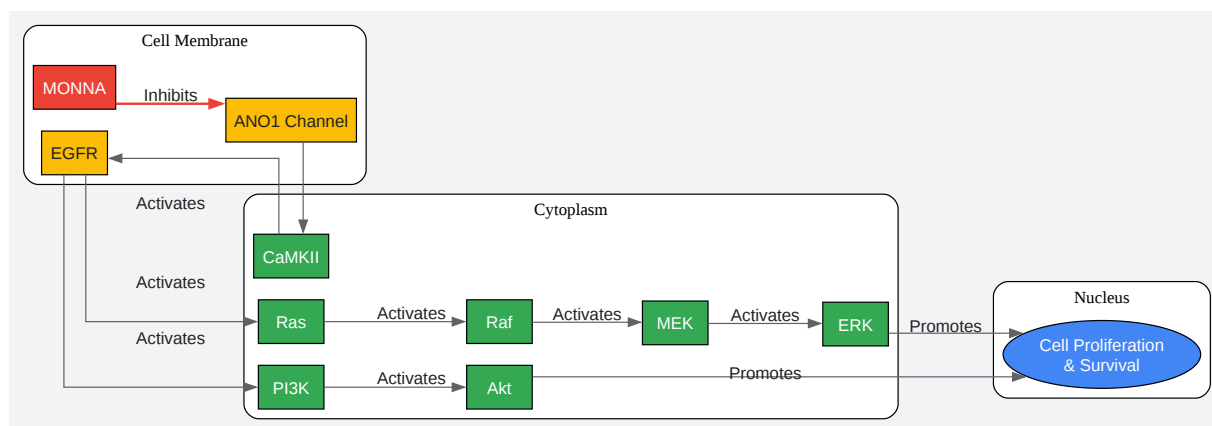 Cell Membrane
MONNA
Inhibits
ANO1 Channel
EGFR
Activates
Cytoplasm
CaMKII
Activates
Ras
Activates
Raf
Activates
MEK
Activates
ERK
Promotes
Nucleus
Cell Proliferation
& Survival
Activates
PI3K
Activates
Akt
Promotes